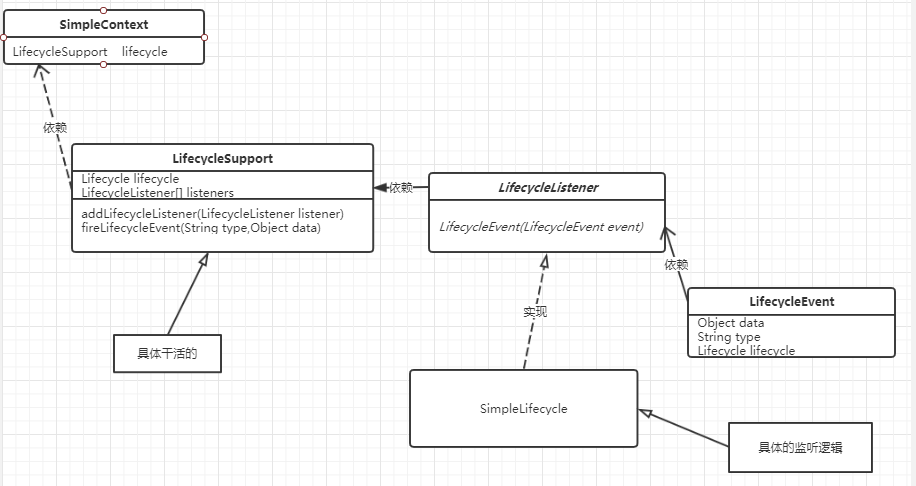 SimpleContext
LifecycleSupport lifecycle
依赖
LifecycleSupport
Lifecycle lifecycle
LifecycleListener[] listeners
addLifecycleListener(LifecycleListener listener)
fireLifecycleEvent(String type,Object data)
依赖
LifecycleListener
LifecycleEvent(LifecycleEvent event)
依赖
LifecycleEvent
Object data
String type
Lifecycle lifecycle
实现
具体干活的
SimpleLifecycle
具体的监听逻辑